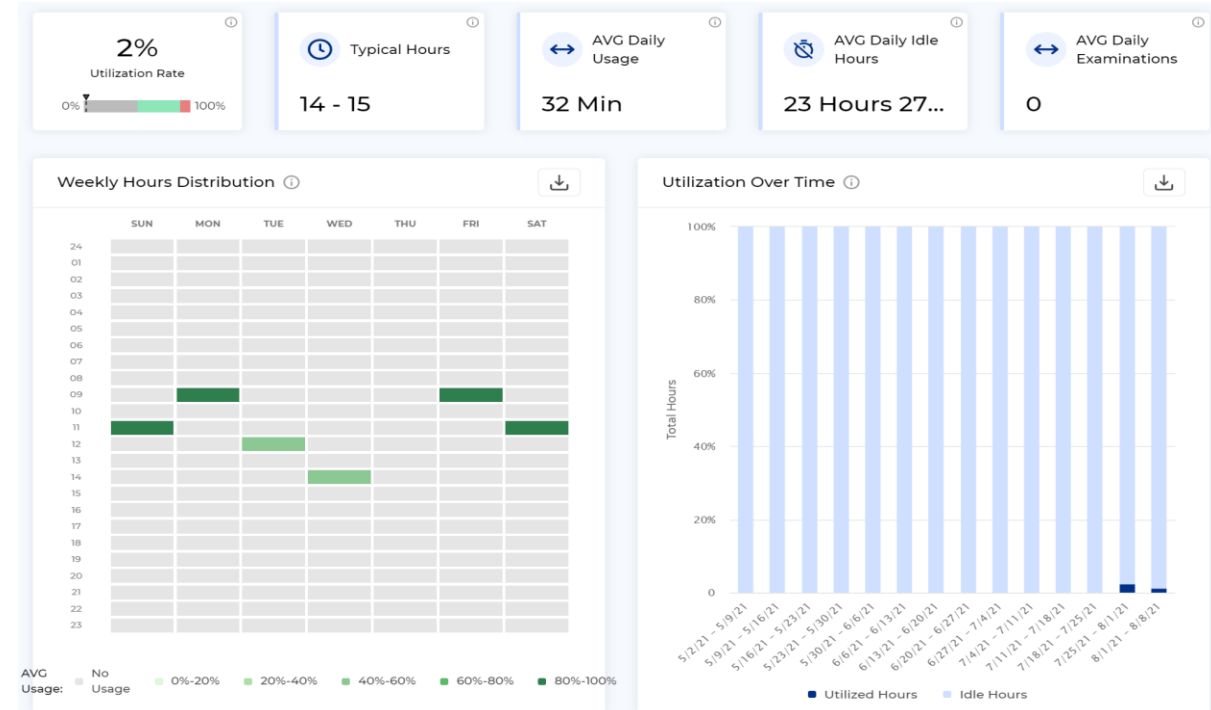 2%
Utilization Rate
0% 100%
Typical Hours
14 - 15
AVG Daily
Usage
32 Min
AVG Daily Idle
Hours
23 Hours 27...
AVG Daily
Examinations
0
Weekly Hours Distribution
SUN MON TUE WED THU FRI SAT
24
01
02
03
04
05
06
07
08
09
10
11
12
13
14
15
16
17
18
19
20
21
22
23
AVG
Usage:
No
Usage
0%-20% 20%-40% 40%-60% 60%-80% 80%-100%
Utilization Over Time
Total Hours
100%
80%
60%
40%
20%
0
5/2/21 - 5/9/21
5/9/21 - 5/16/21
5/16/21 - 5/23/21
5/23/21 - 5/30/21
5/30/21 - 6/6/21
6/6/21 - 6/13/21
6/13/21 - 6/20/21
6/20/21 - 6/27/21
6/27/21 - 7/4/21
7/4/21 - 7/11/21
7/11/21 - 7/18/21
7/18/21 - 7/25/21
7/25/21 - 8/1/21
8/1/21 - 8/8/21
Utilized Hours Idle Hours